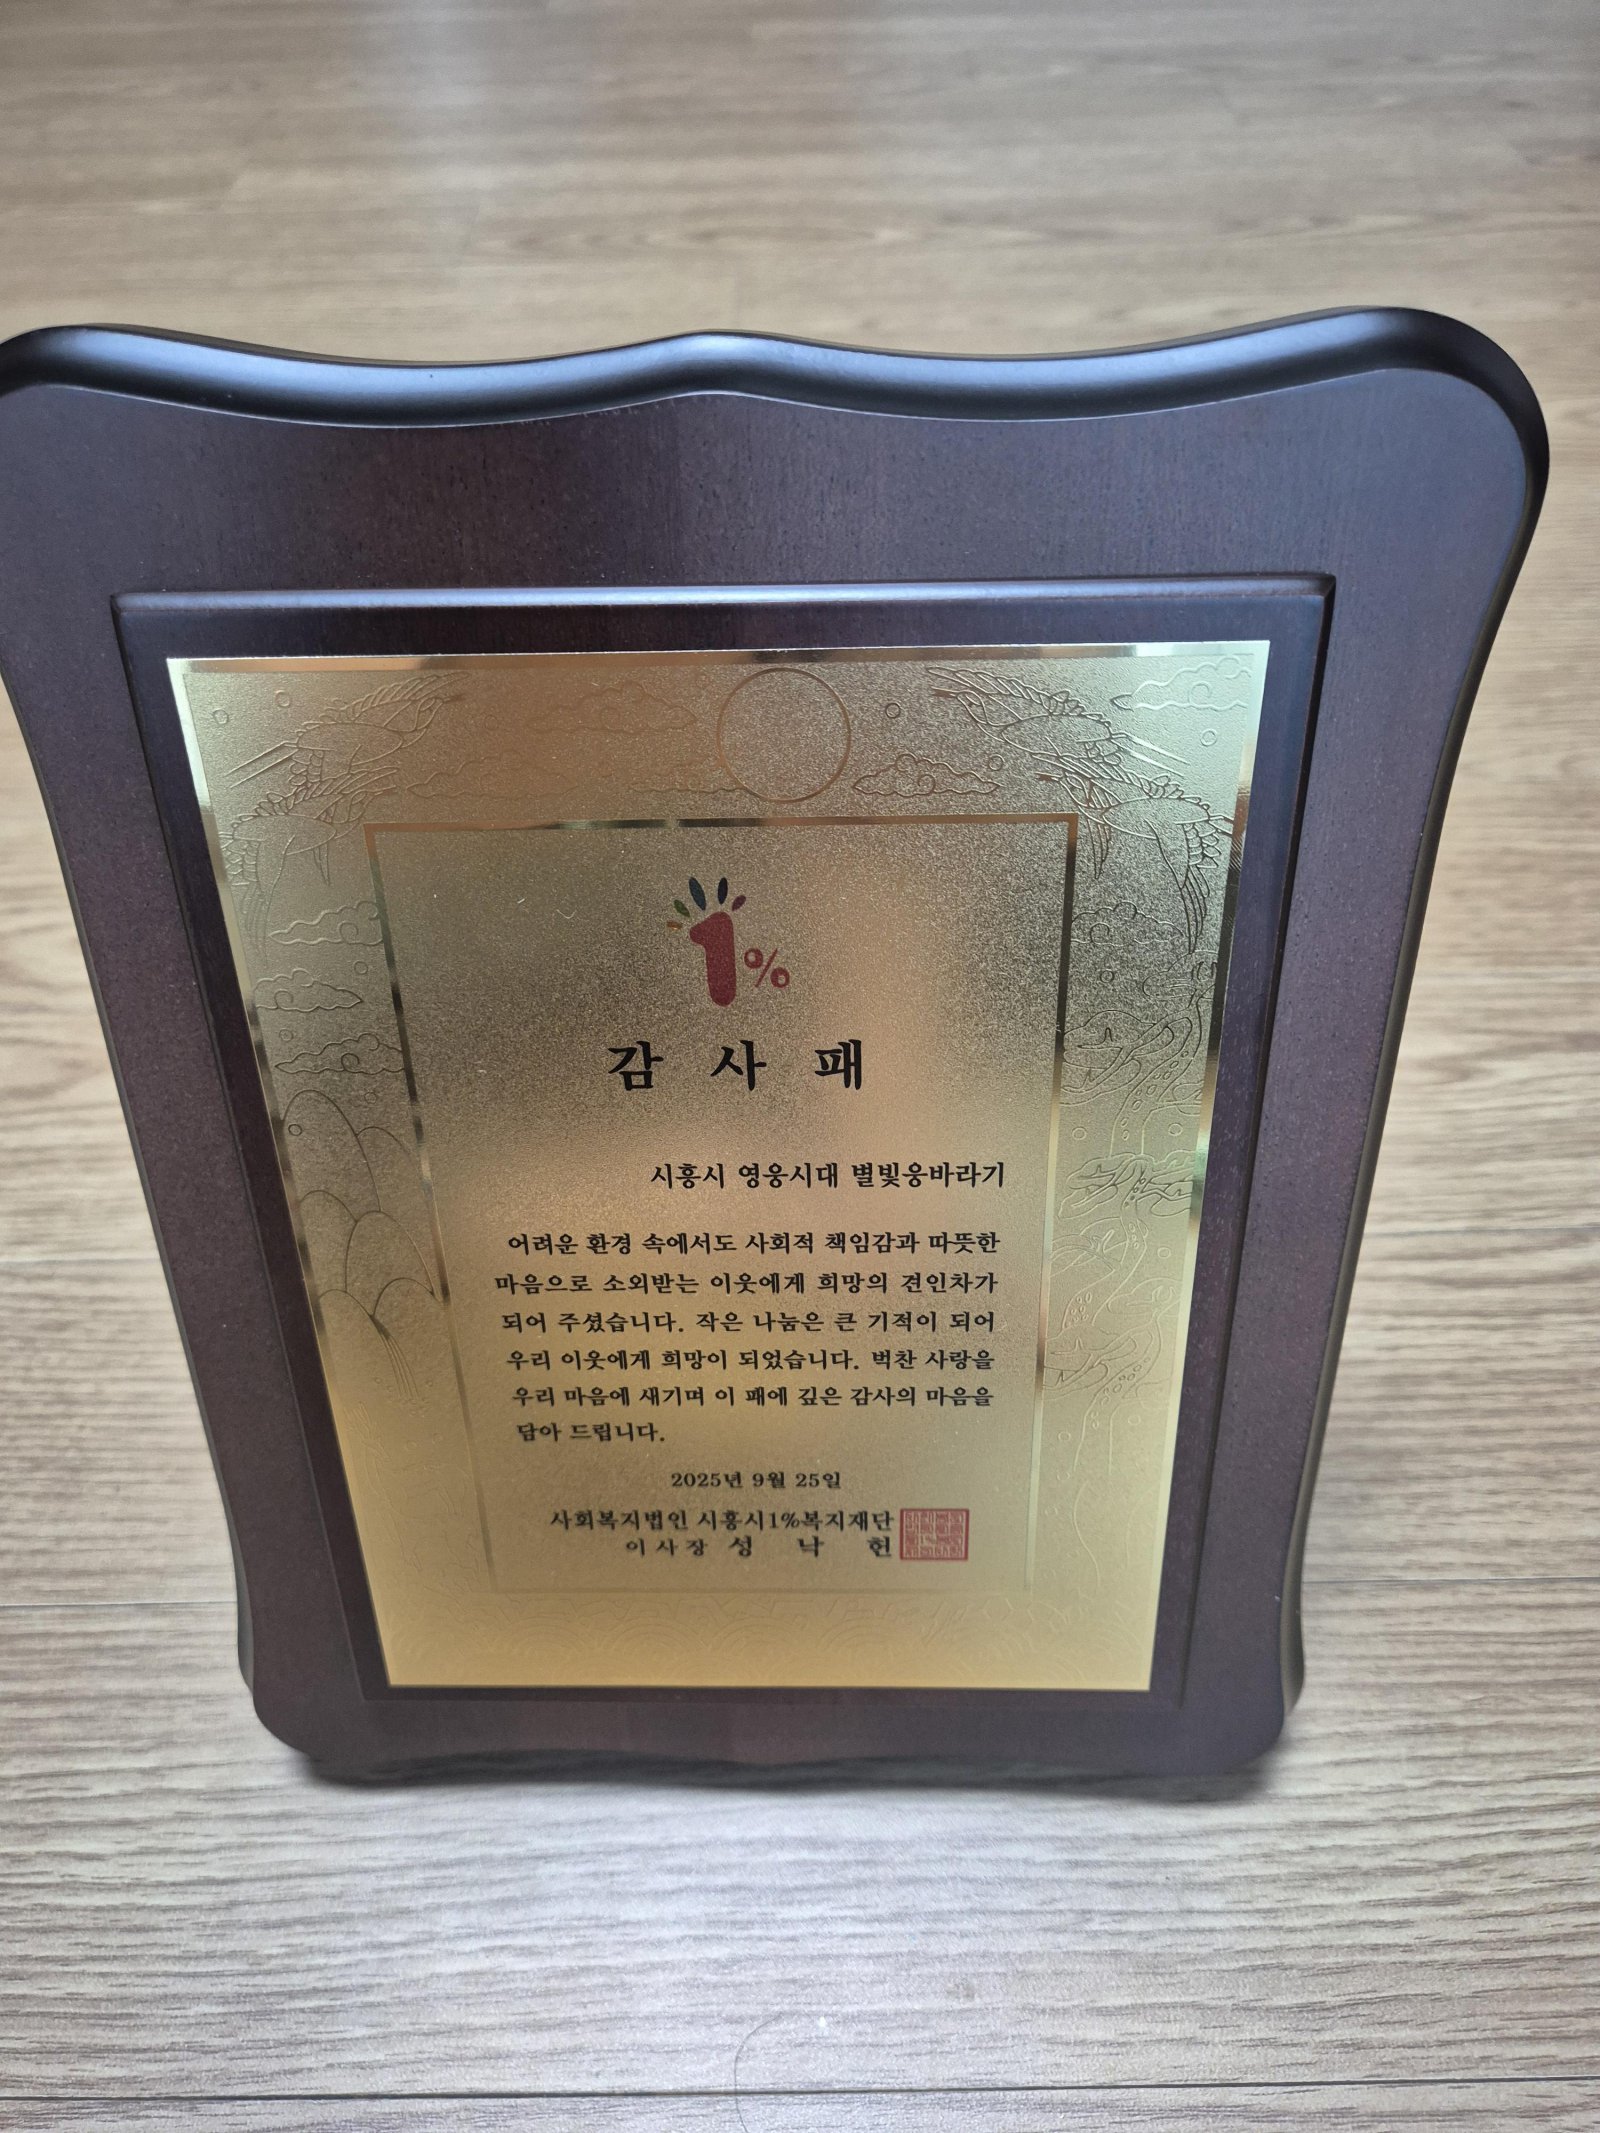 1%
감 사 패
시흥시 영웅시대 별빛웅바라기
어려운 환경 속에서도 사회적 책임감과 따뜻한
마음으로 소외받는 이웃에게 희망의 견인차가
되어 주셨습니다. 작은 나눔은 큰 기적이 되어
우리 이웃에게 희망이 되었습니다. 벅찬 사랑을
우리 마음에 새기며 이 패에 깊은 감사의 마음을
담아 드립니다.
2025년 9월 25일
사회복지법인 시흥시1%복지재단
이사장 성 낙 헌